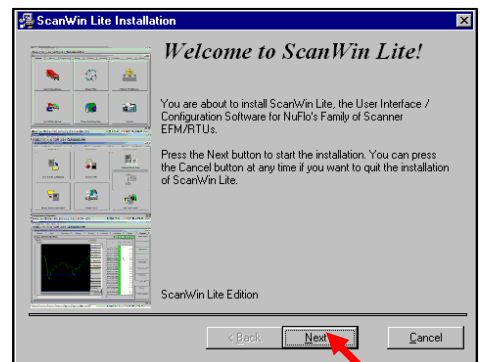 ScanWin Lite Installation
Welcome to ScanWin Lite!
You are about to install ScanWin Lite, the User Interface /
Configuration Software for NuFlo's Family of Scanner
EFM/RTUs.
Press the Next button to start the installation. You can press
the Cancel button at any time if you want to quit the installation
of ScanWin Lite.
ScanWin Lite Edition
< Back
Next
Cancel